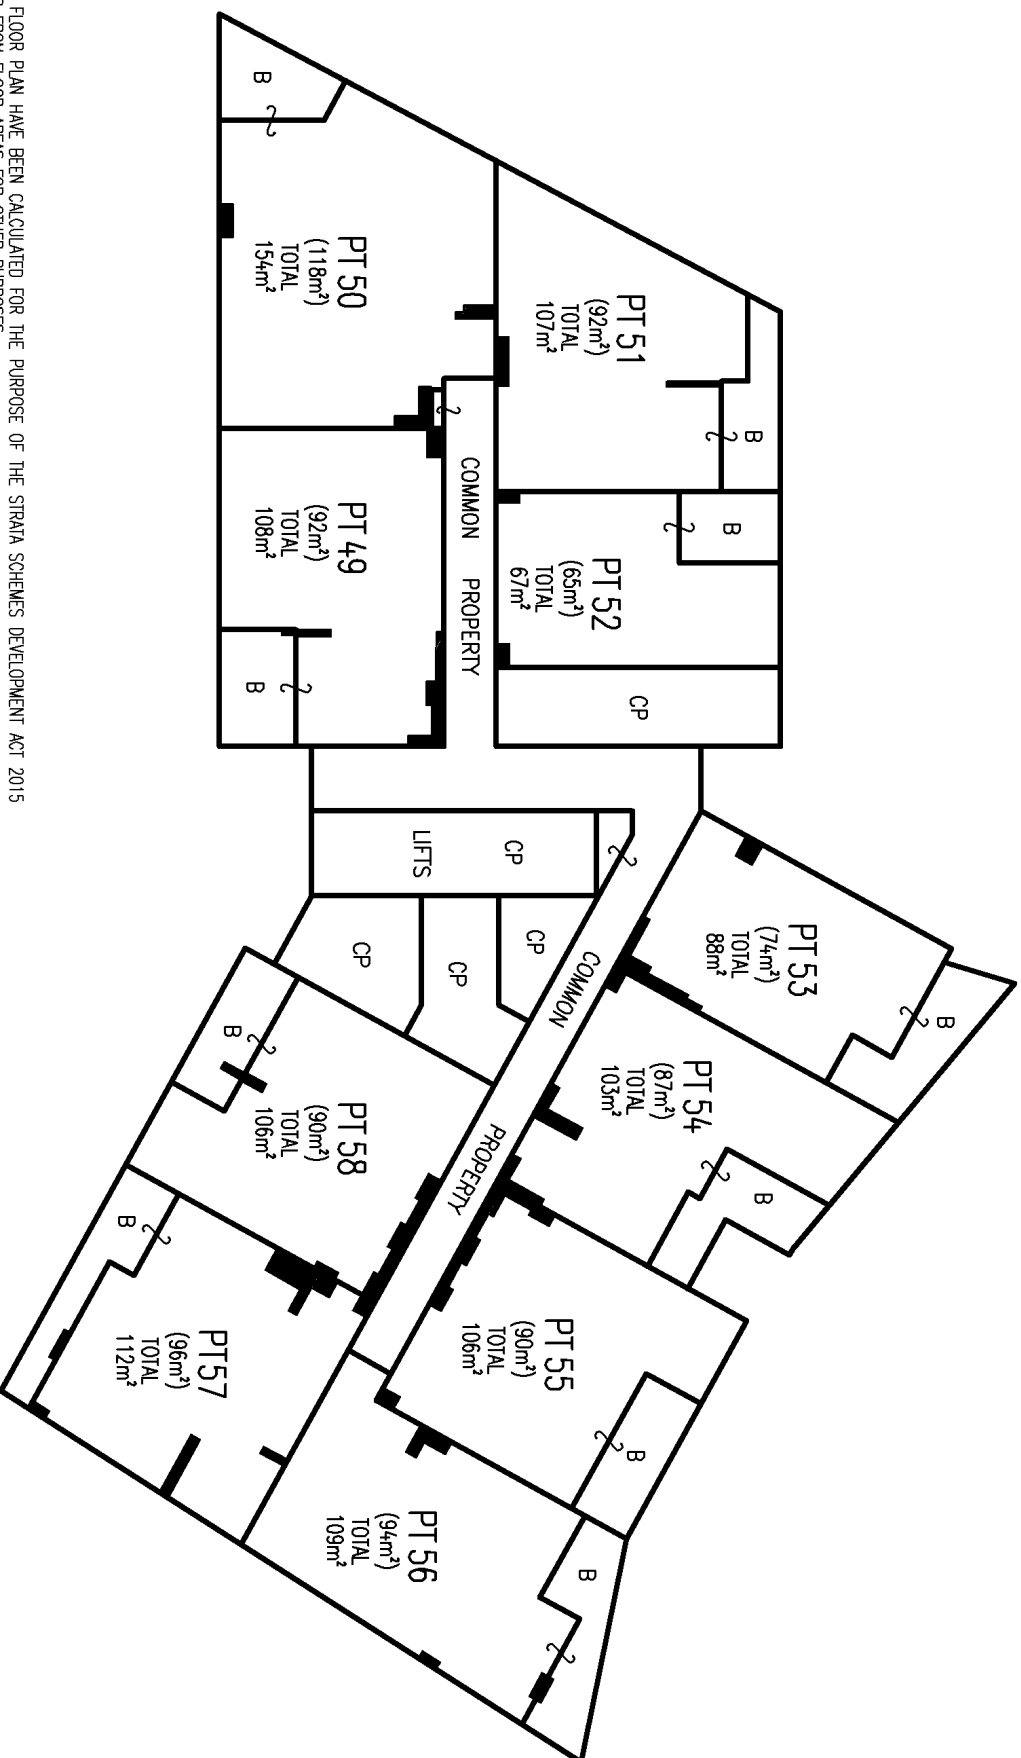 B
PT 50
(118m²)
TOTAL
154m²
PT 51
(92m²)
TOTAL
107m²
B
PT 49
(92m²)
TOTAL
108m²
B
COMMON PROPERTY
B
PT 52
(65m²)
TOTAL
67m²
CP
CP
LIFTS
CP
CP
CP
PT 53
(74m²)
TOTAL
88m²
B
COMMON PROPERTY
PT 54
(87m²)
TOTAL
103m²
B
B
PT 58
(90m²)
TOTAL
106m²
PT 55
(90m²)
TOTAL
106m²
B
B
PT57
(96m²)
TOTAL
112m²
PT 56
(94m²)
TOTAL
109m²
B
FLOOR PLAN HAVE BEEN CALCULATED FOR THE PURPOSE OF THE STRATA SCHEMES DEVELOPMENT ACT 2015